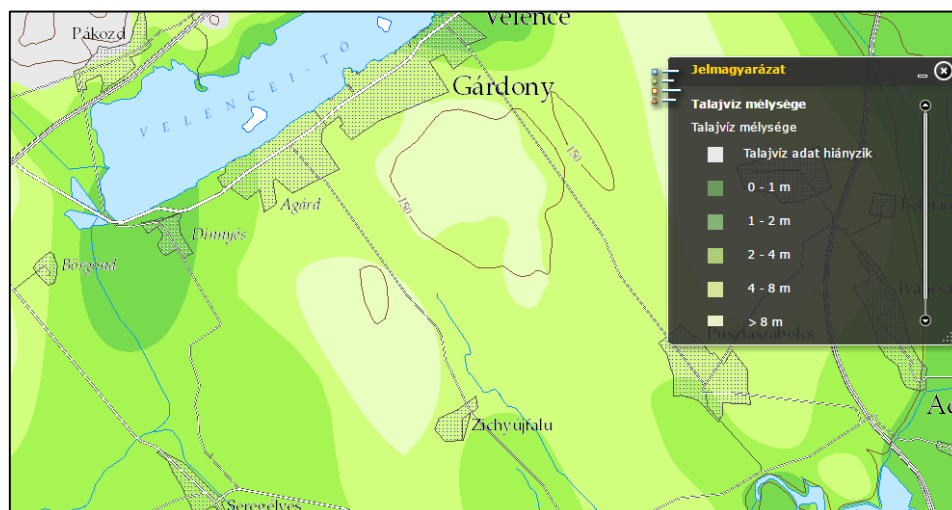 Velence
Pákozd
VELENCEI-TÓ
Gárdony
150
Agárd
150
Dinnyés
Börgönd
Zichyújfalu
Seregélyes
Pusztaszabolcs
Jelmagyarázat
Talajvíz mélysége
Talajvíz mélysége
Talajvíz adat hiányzik
0 - 1 m
1 - 2 m
2 - 4 m
4 - 8 m
> 8 m